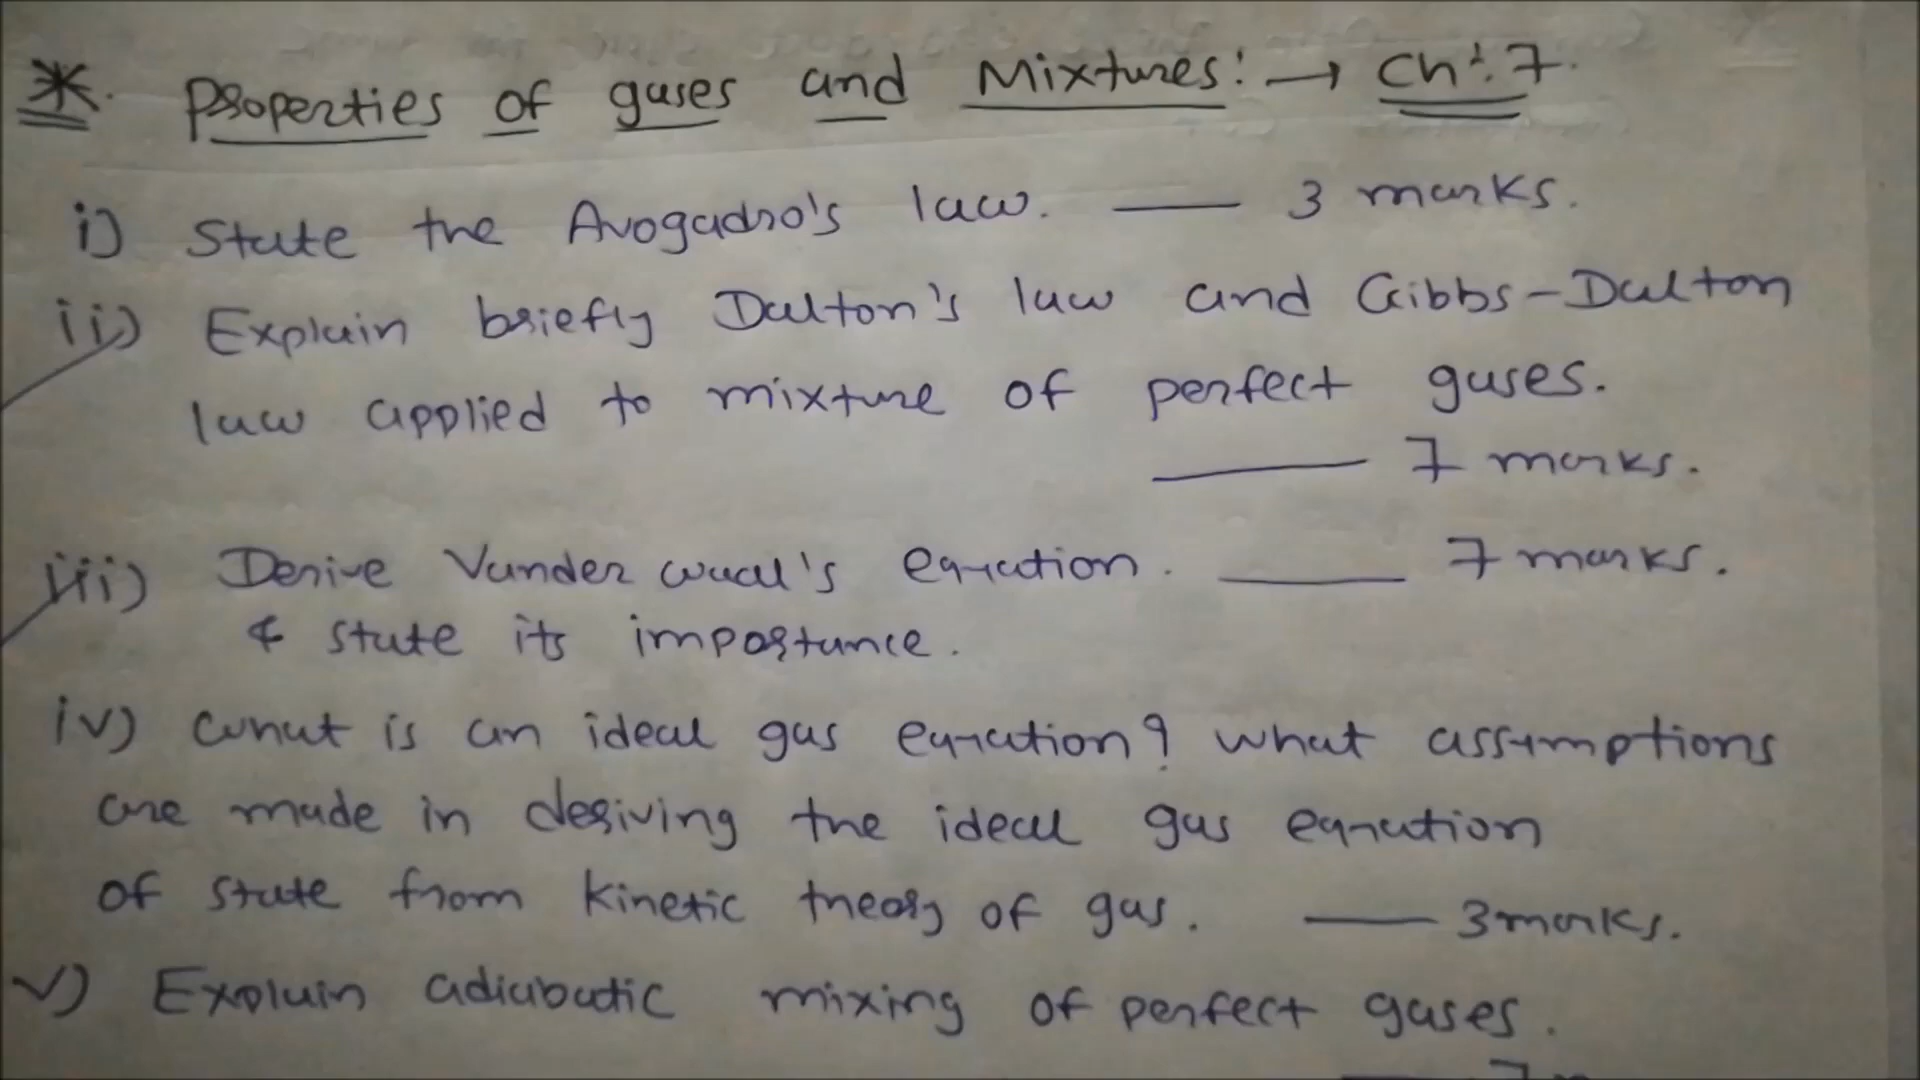 * Properties of gases and Mixtures: → Ch: 7.
i) State the Avogadro's law. — 3 marks.
ii) Explain briefly Dalton's law and Gibbs-Dalton
law applied to mixture of perfect gases.
— 7 marks.
iii) Derive Vander waal's equation. — 7 marks.
& state its importance.
iv) What is an ideal gas equation? What assumptions
are made in deriving the ideal gas equation
of state from kinetic theory of gas. — 3 marks.
v) Explain adiabatic mixing of perfect gases.